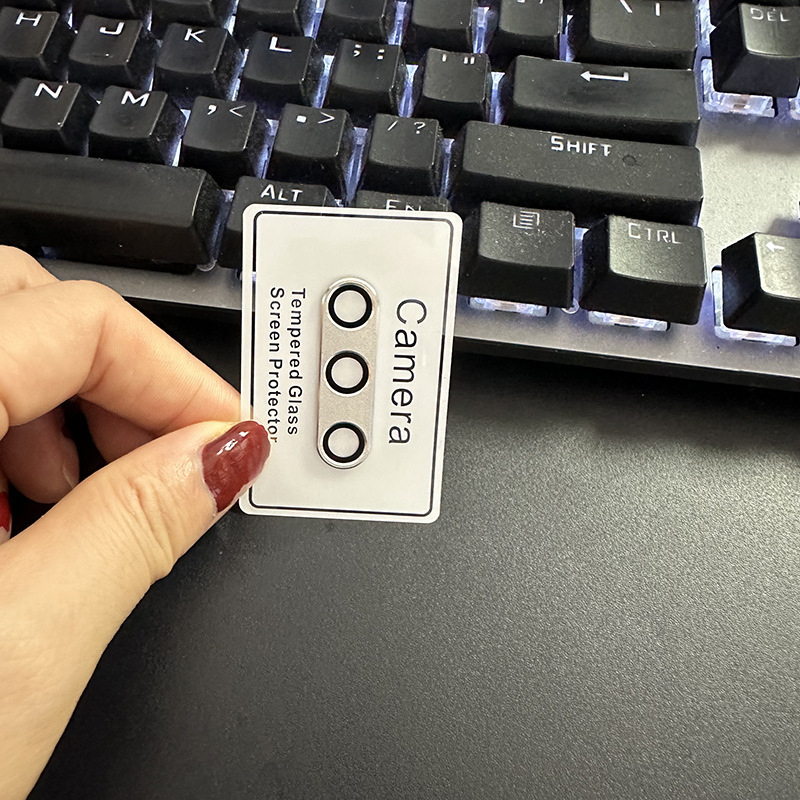 \ |
DEL
H
J
K
L
; :
' "
N
M
, <
. >
/ ?
SHIFT
ALT
CTRL
Camera
Tempered Glass
Screen Protector